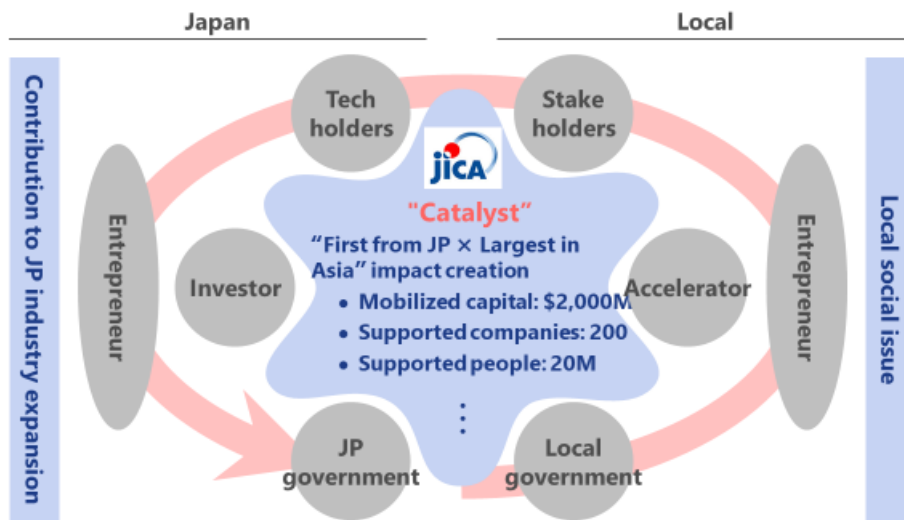 Japan
Local
Contribution to JP industry expansion
Tech
holders
Stake
holders
JICA
"Catalyst”
“First from JP × Largest in
Asia” impact creation
• Mobilized capital: $2,000M
• Supported companies: 200
• Supported people: 20M
⋮
Entrepreneur
Investor
Accelerator
Entrepreneur
JP
government
Local
government
Local social issue